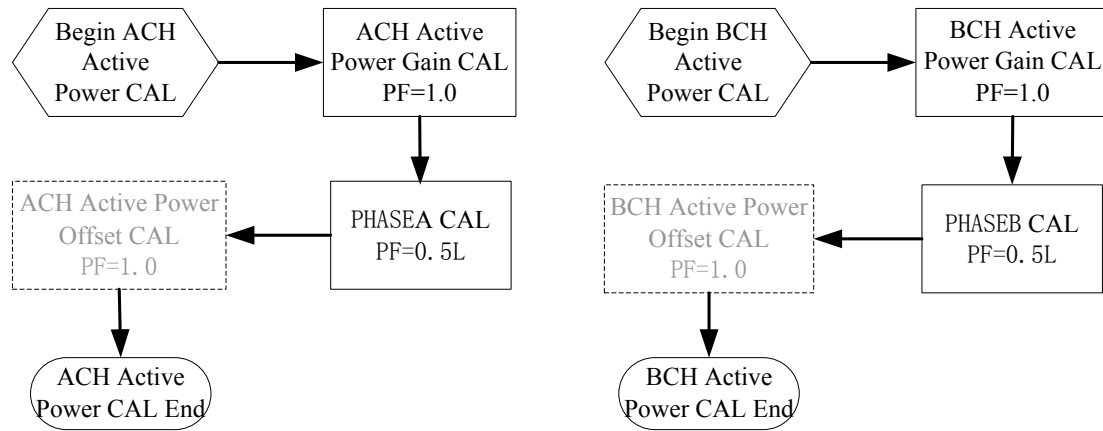 Begin ACH
Active
Power CAL
ACH Active
Power Gain CAL
PF=1.0
PHASEA CAL
PF=0.5L
ACH Active Power
Offset CAL
PF=1.0
ACH Active
Power CAL End
Begin BCH
Active
Power CAL
BCH Active
Power Gain CAL
PF=1.0
PHASEB CAL
PF=0.5L
BCH Active Power
Offset CAL
PF=1.0
BCH Active
Power CAL End